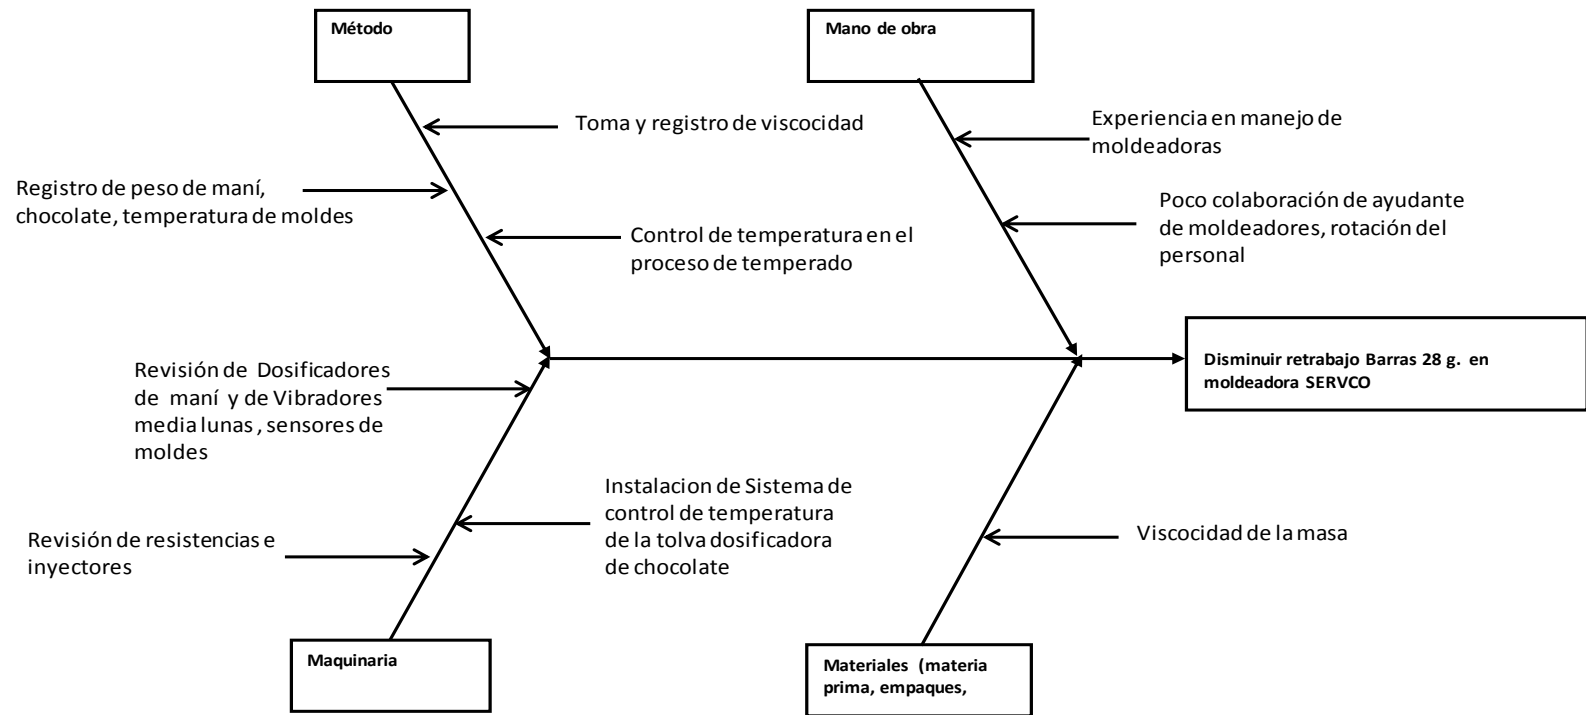 Método
Mano de obra
Toma y registro de viscocidad
Experiencia en manejo de
moldeadoras
Registro de peso de maní,
chocolate, temperatura de moldes
Control de temperatura en el
proceso de temperado
Poco colaboración de ayudante
de moldeadores, rotación del
personal
Revisión de Dosificadores
de maní y de Vibradores
media lunas , sensores de
moldes
Disminuir retrabajo Barras 28 g. en
moldeadora SERVCO
Revisión de resistencias e
inyectores
Instalacion de Sistema de
control de temperatura
de la tolva dosificadora
de chocolate
Viscocidad de la masa
Maquinaria
Materiales (materia
prima, empaques,